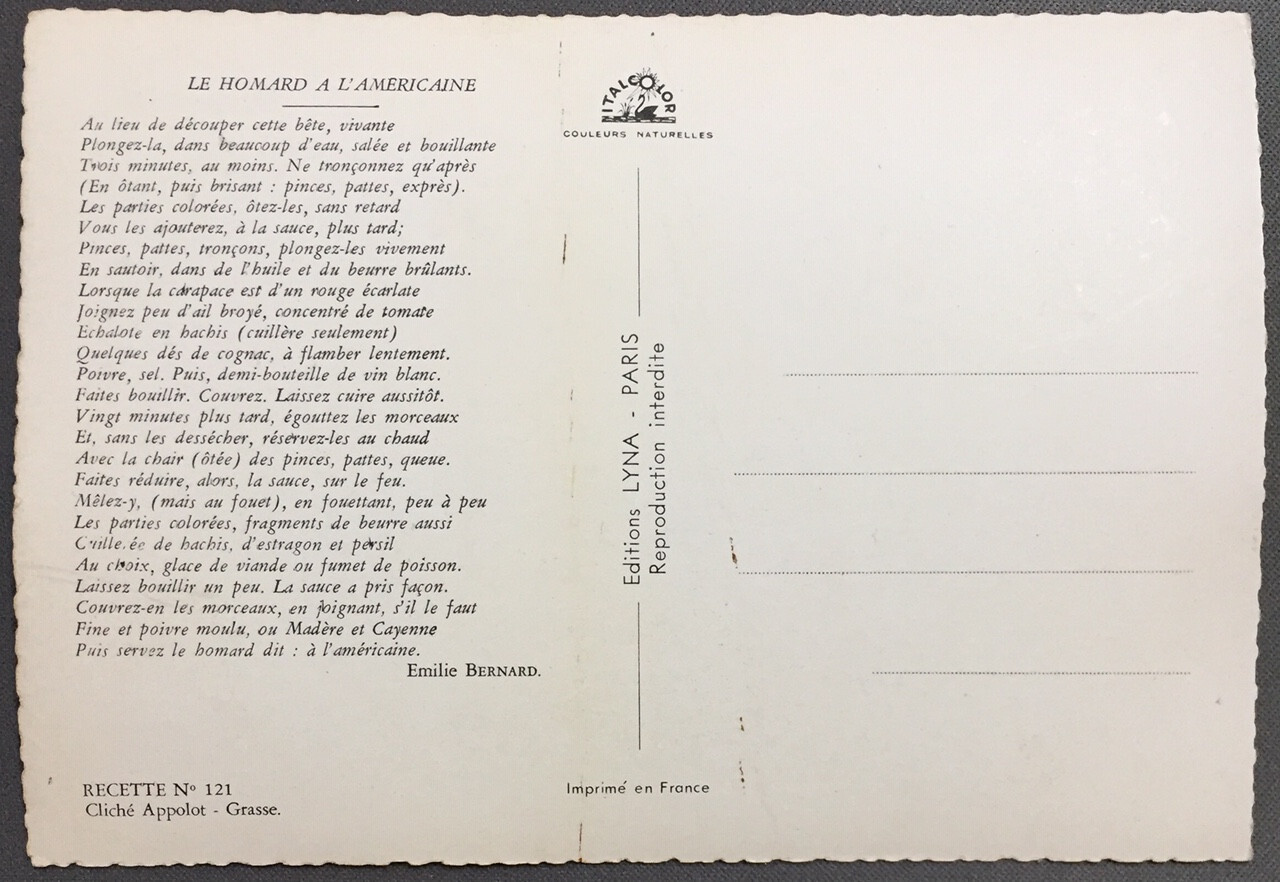 LE HOMARD A L'AMÉRICAINE
Au lieu de découper cette bête, vivante
Plongez-la, dans beaucoup d'eau, salée et bouillante
Trois minutes, au moins. Ne tronçonnez qu'après
(En ôtant, puis brisant : pinces, pattes, exprès).
Les parties colorées, ôtez-les, sans retard
Vous les ajouterez, à la sauce, plus tard;
Pinces, pattes, tronçons, plongez-les vivement
En sautoir, dans de l'huile et du beurre brûlants.
Lorsque la carapace est d'un rouge écarlate
Joignez peu d'ail broyé, concentré de tomate
Echalote en hachis (cuillère seulement)
Quelques dés de cognac, à flamber lentement.
Poivre, sel. Puis, demi-bouteille de vin blanc.
Faites bouillir. Couvrez. Laissez cuire aussitôt.
Vingt minutes plus tard, égouttez les morceaux
Et, sans les dessécher, réservez-les au chaud
Avec la chair (ôtée) des pinces, pattes, queue.
Faites réduire, alors, la sauce, sur le feu.
Mêlez-y, (mais au fouet), en fouettant, peu à peu
Les parties colorées, fragments de beurre aussi
Cuillerée de hachis, d'estragon et persil
Au choix, glace de viande ou fumet de poisson.
Laissez bouillir un peu. La sauce a pris façon.
Couvrez-en les morceaux, en joignant, s'il le faut
Fine et poivre moulu, ou Madère et Cayenne
Puis servez le homard dit : à l'américaine.
Emilie BERNARD.
RECETTE Nº 121
Cliché Appolot - Grasse.
ITALCOLOR
COULEURS NATURELLES
Editions LYNA - PARIS
Reproduction interdite
Imprimé en France